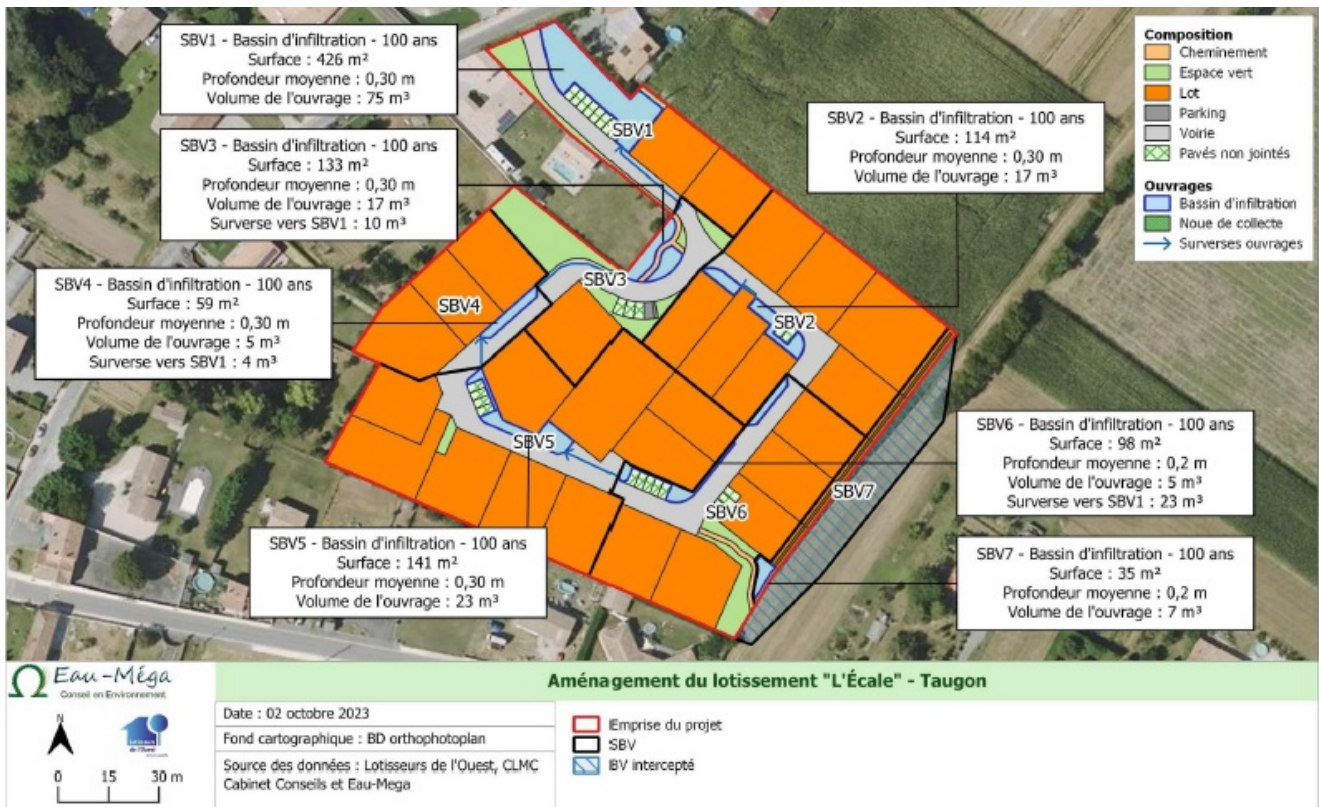 SBV1 - Bassin d'infiltration - 100 ans
Surface : 426 m²
Profondeur moyenne : 0,30 m
Volume de l'ouvrage : 75 m³
SBV3 - Bassin d'infiltration - 100 ans
Surface : 133 m²
Profondeur moyenne : 0,30 m
Volume de l'ouvrage : 17 m³
Surverse vers SBV1 : 10 m³
SBV4 - Bassin d'infiltration - 100 ans
Surface : 59 m²
Profondeur moyenne : 0,30 m
Volume de l'ouvrage : 5 m³
Surverse vers SBV1 : 4 m³
SBV5 - Bassin d'infiltration - 100 ans
Surface : 141 m²
Profondeur moyenne : 0,30 m
Volume de l'ouvrage : 23 m³
SBV2 - Bassin d'infiltration - 100 ans
Surface : 114 m²
Profondeur moyenne : 0,30 m
Volume de l'ouvrage : 17 m³
SBV6 - Bassin d'infiltration - 100 ans
Surface : 98 m²
Profondeur moyenne : 0,2 m
Volume de l'ouvrage : 5 m³
Surverse vers SBV1 : 23 m³
SBV7 - Bassin d'infiltration - 100 ans
Surface : 35 m²
Profondeur moyenne : 0,2 m
Volume de l'ouvrage : 7 m³
SBV1
SBV3
SBV4
SBV2
SBV5
SBV6
SBV7
Composition
Cheminement
Espace vert
Lot
Parking
Voirie
Pavés non jointés
Ouvrages
Bassin d'infiltration
Noue de collecte
Surverses ouvrages
Eau-Méga
Conseil en Environnement
N
Lotisseurs
de l'Ouest
0 15 30 m
Aménagement du lotissement "L'Écale" - Taugon
Date : 02 octobre 2023
Fond cartographique : BD orthophotoplan
Source des données : Lotisseurs de l'Ouest, CLMC
Cabinet Conseils et Eau-Mega
Emprise du projet
SBV
BV intercepté